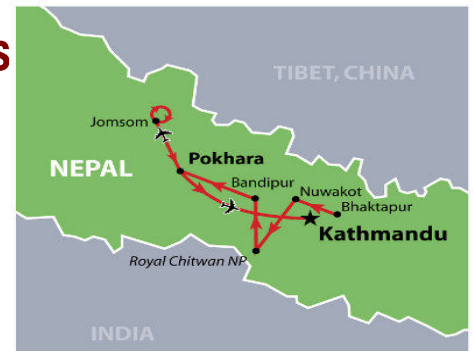 S
TIBET, CHINA
Jomsom
NEPAL
Pokhara
Bandipur
Nuwakot
Bhaktapur
Kathmandu
Royal Chitwan NP
INDIA